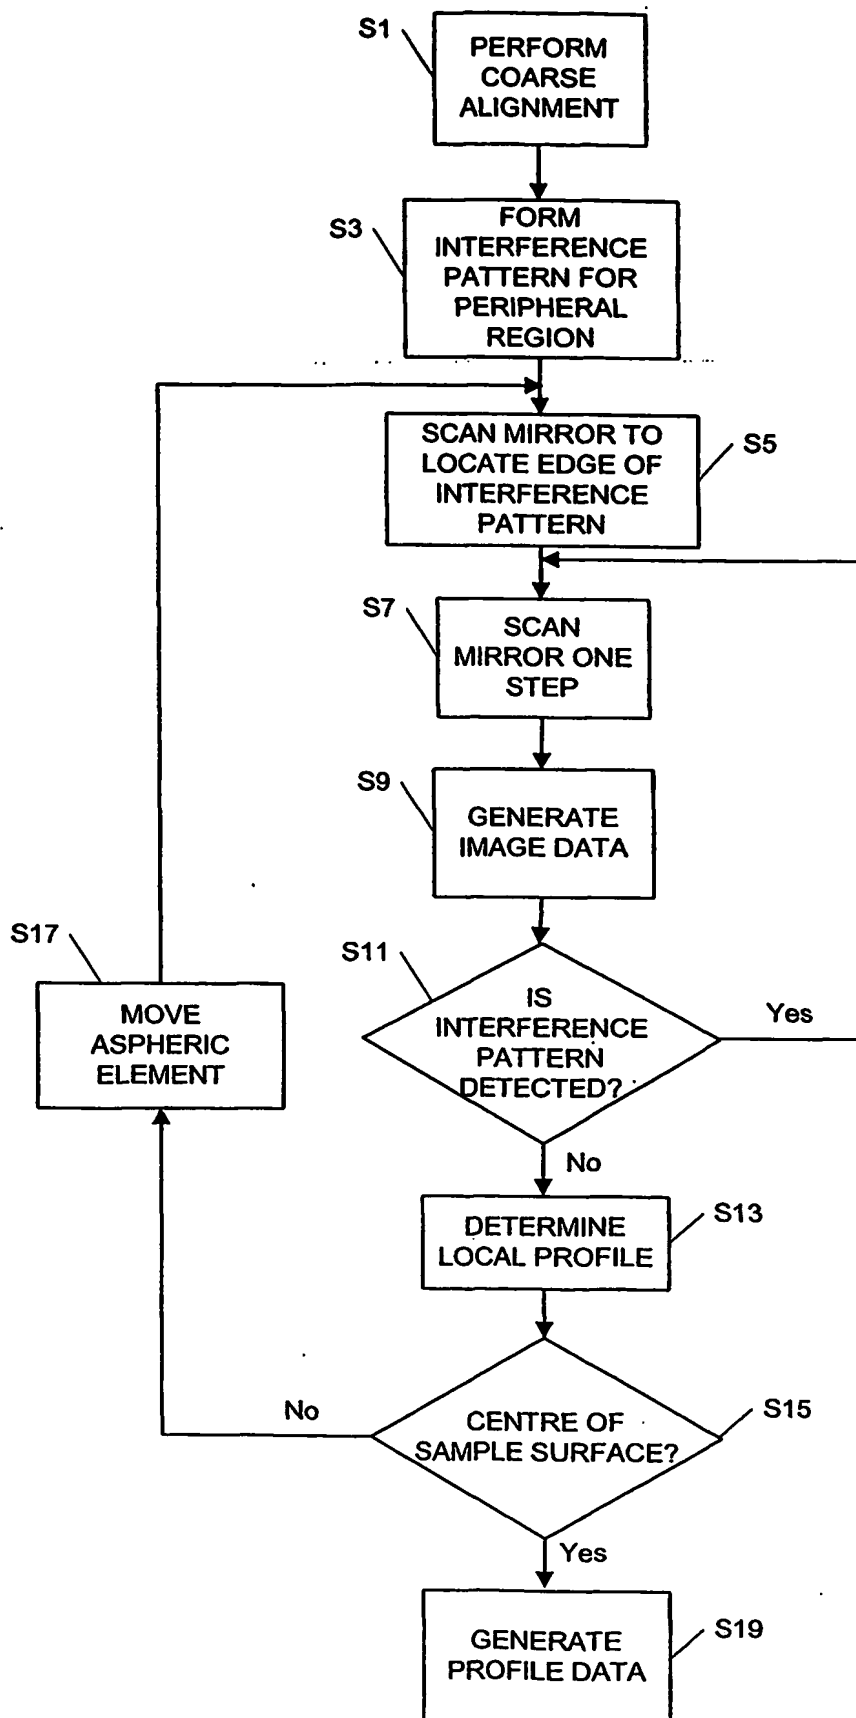 S1
PERFORM
COARSE
ALIGNMENT
S3
FORM
INTERFERENCE
PATTERN FOR
PERIPHERAL
REGION
SCAN MIRROR TO
LOCATE EDGE OF
INTERFERENCE
PATTERN
S5
S7
SCAN
MIRROR ONE
STEP
S9
GENERATE
IMAGE DATA
S17
MOVE
ASPHERIC
ELEMENT
S11
IS
INTERFERENCE
PATTERN
DETECTED?
Yes
No
DETERMINE
LOCAL PROFILE
S13
No
CENTRE OF
SAMPLE SURFACE?
S15
Yes
GENERATE
PROFILE DATA
S19